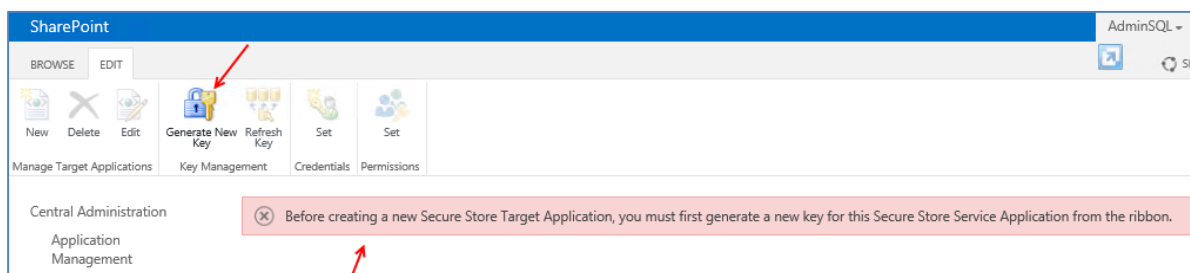 SharePoint
AdminSQL
BROWSE EDIT
New Delete Edit Generate New Key Refresh Key Set Set
Manage Target Applications Key Management Credentials Permissions
Central Administration
Before creating a new Secure Store Target Application, you must first generate a new key for this Secure Store Service Application from the ribbon.
Application
Management